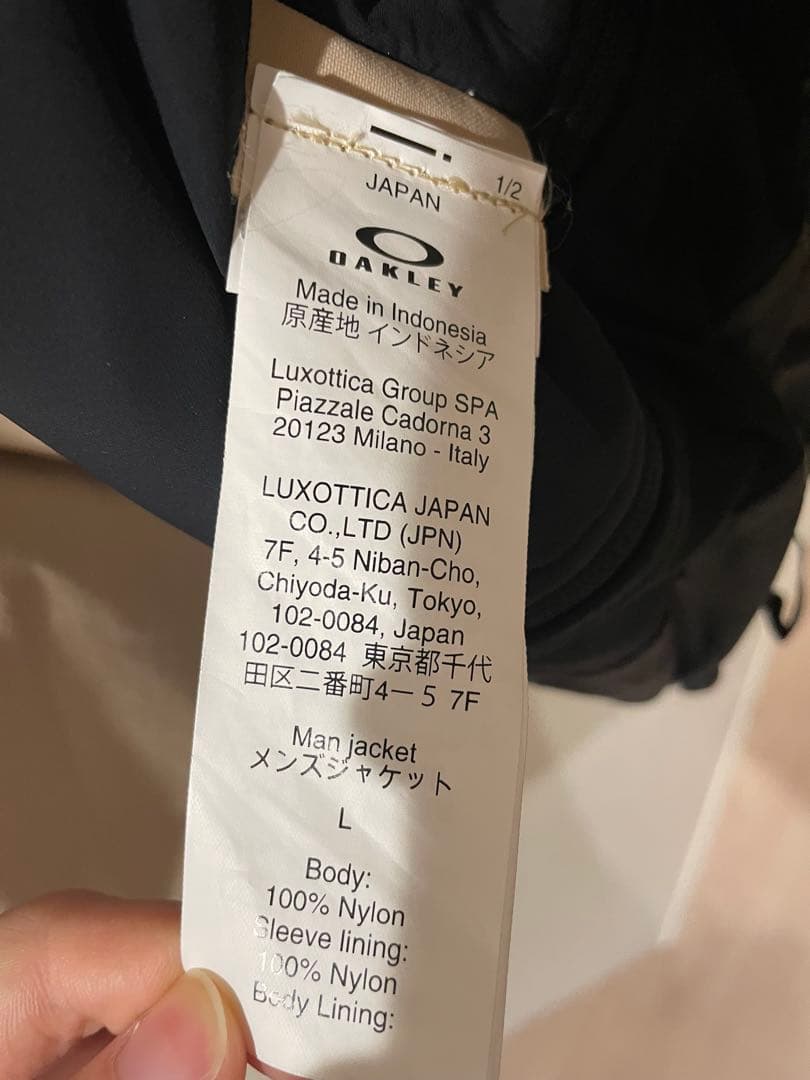 JAPAN
1/2
OAKLEY
Made in Indonesia
原産地 インドネシア
Luxottica Group SPA
Piazzale Cadorna 3
20123 Milano - Italy
LUXOTTICA JAPAN
CO.,LTD (JPN)
7F, 4-5 Niban-Cho,
Chiyoda-Ku, Tokyo,
102-0084, Japan
102-0084 東京都千代
田区二番町4ー5 7F
Man jacket
メンズジャケット
L
Body:
100% Nylon
Sleeve lining:
100% Nylon
Body Lining: